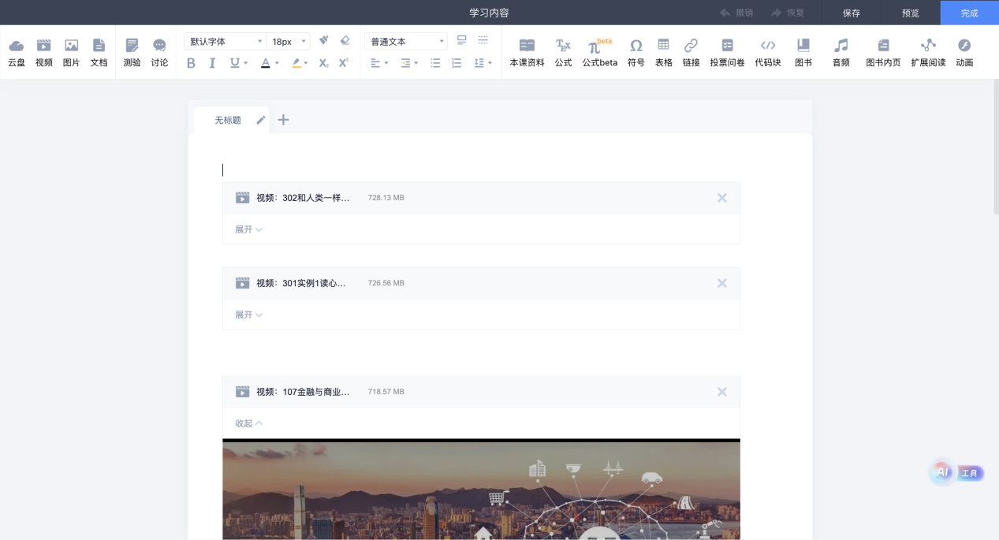 学习内容 撤销 恢复 保存 预览 完成
云盘 视频 图片 文档 测验 讨论
默认字体 18px 普通文本
B I U A X₂ X²
本课资料 公式 公式beta 符号 表格 链接 投票问卷 代码块 图书 音频 图书内页 扩展阅读 动画
beta
无标题
视频：302和人类一样... 728.13 MB
展开
视频：301实例1读心... 726.56 MB
展开
视频：107金融与商业... 718.57 MB
收起
AI 工具